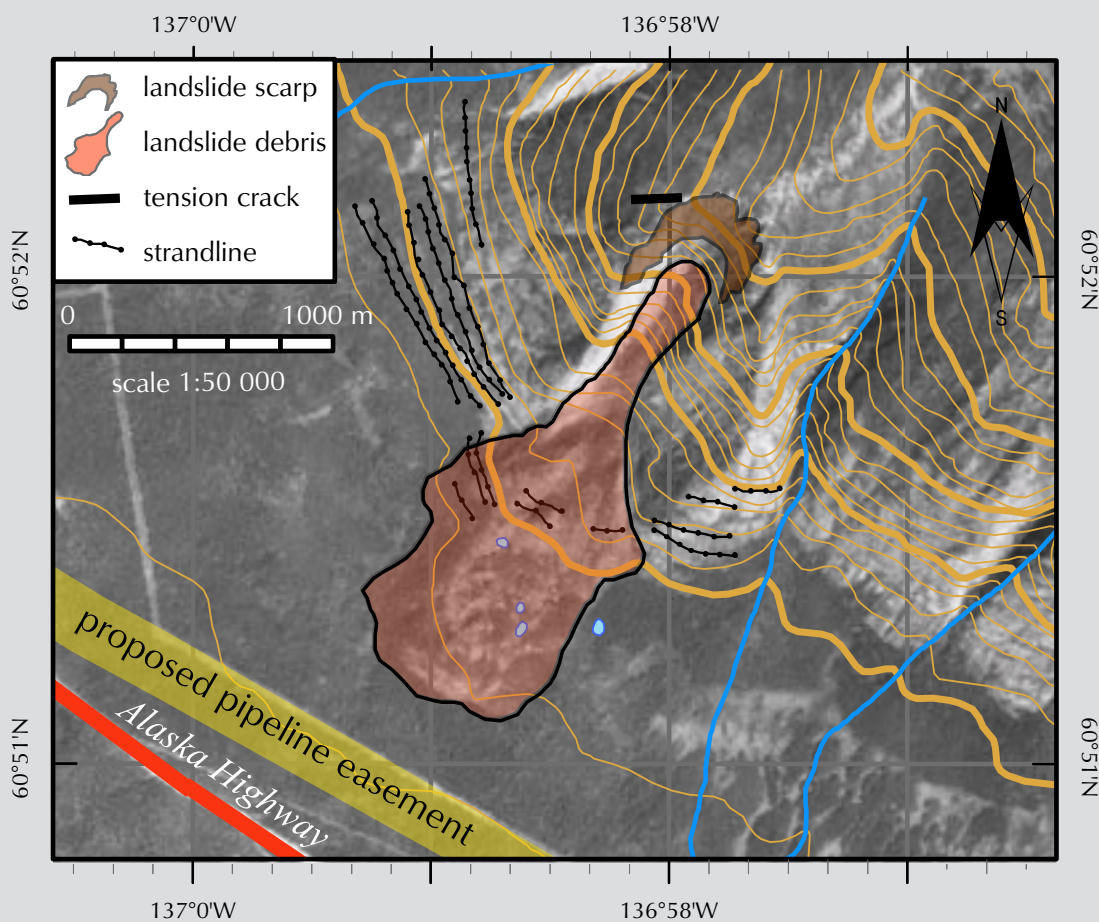 137°0'W
136°58'W
landslide scarp
landslide debris
tension crack
strandline
N
S
60°52'N
60°52'N
0
1000 m
scale 1:50 000
proposed pipeline easement
Alaska Highway
60°51'N
60°51'N
137°0'W
136°58'W